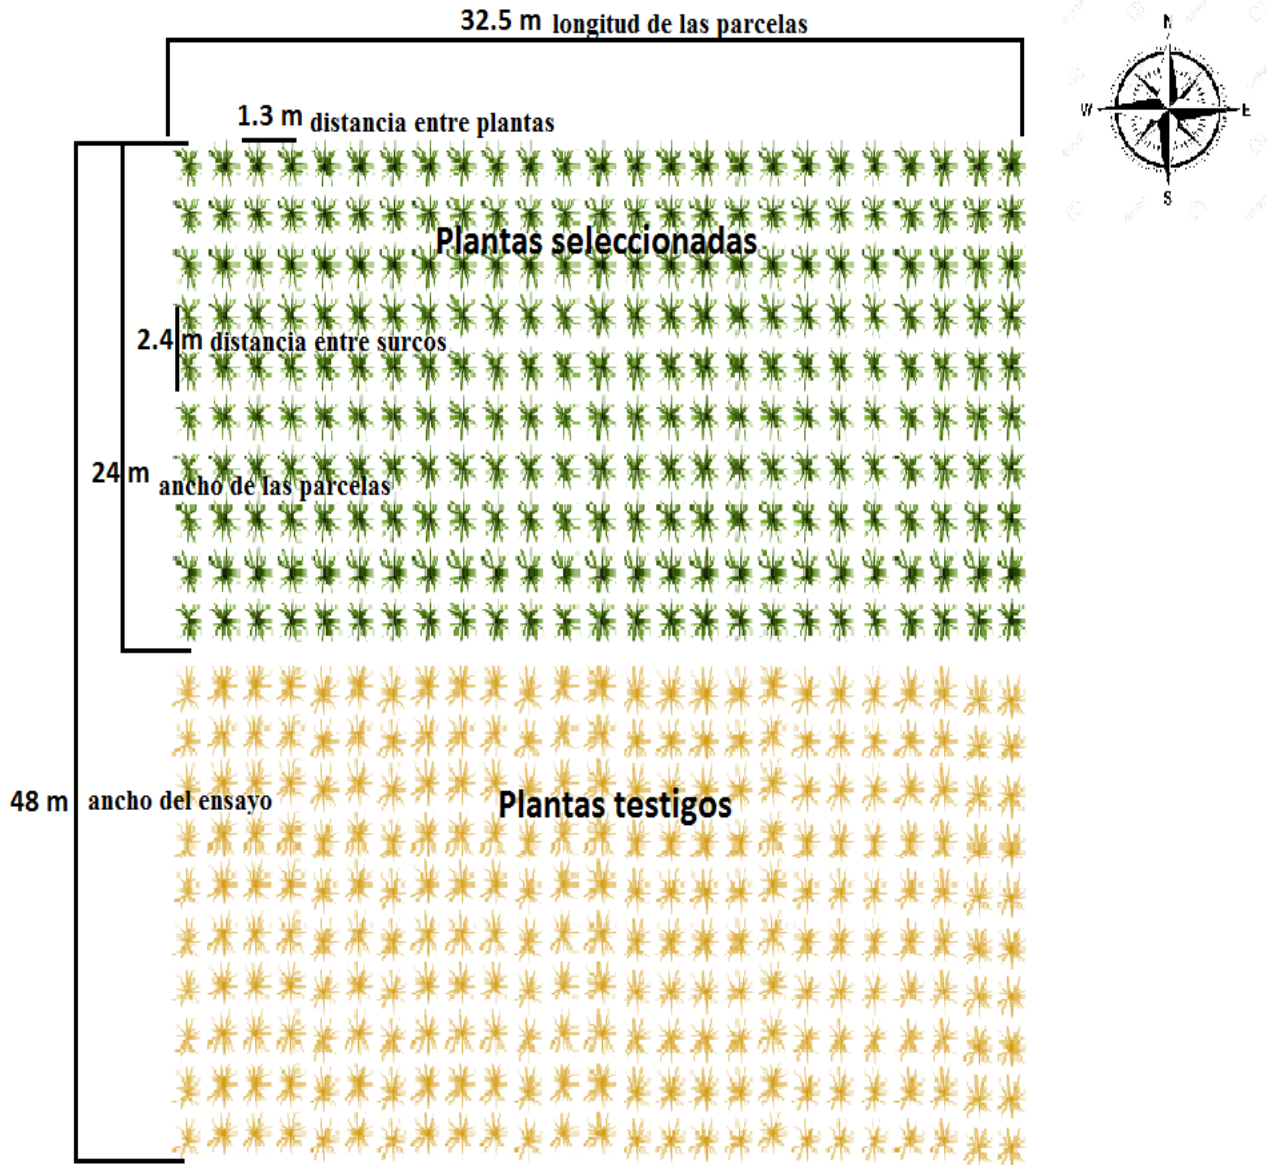 32.5 m longitud de las parcelas
N
W E
S
1.3 m distancia entre plantas
Plantas seleccionadas
2.4 m distancia entre surcos
24 m ancho de las parcelas
48 m ancho del ensayo
Plantas testigos